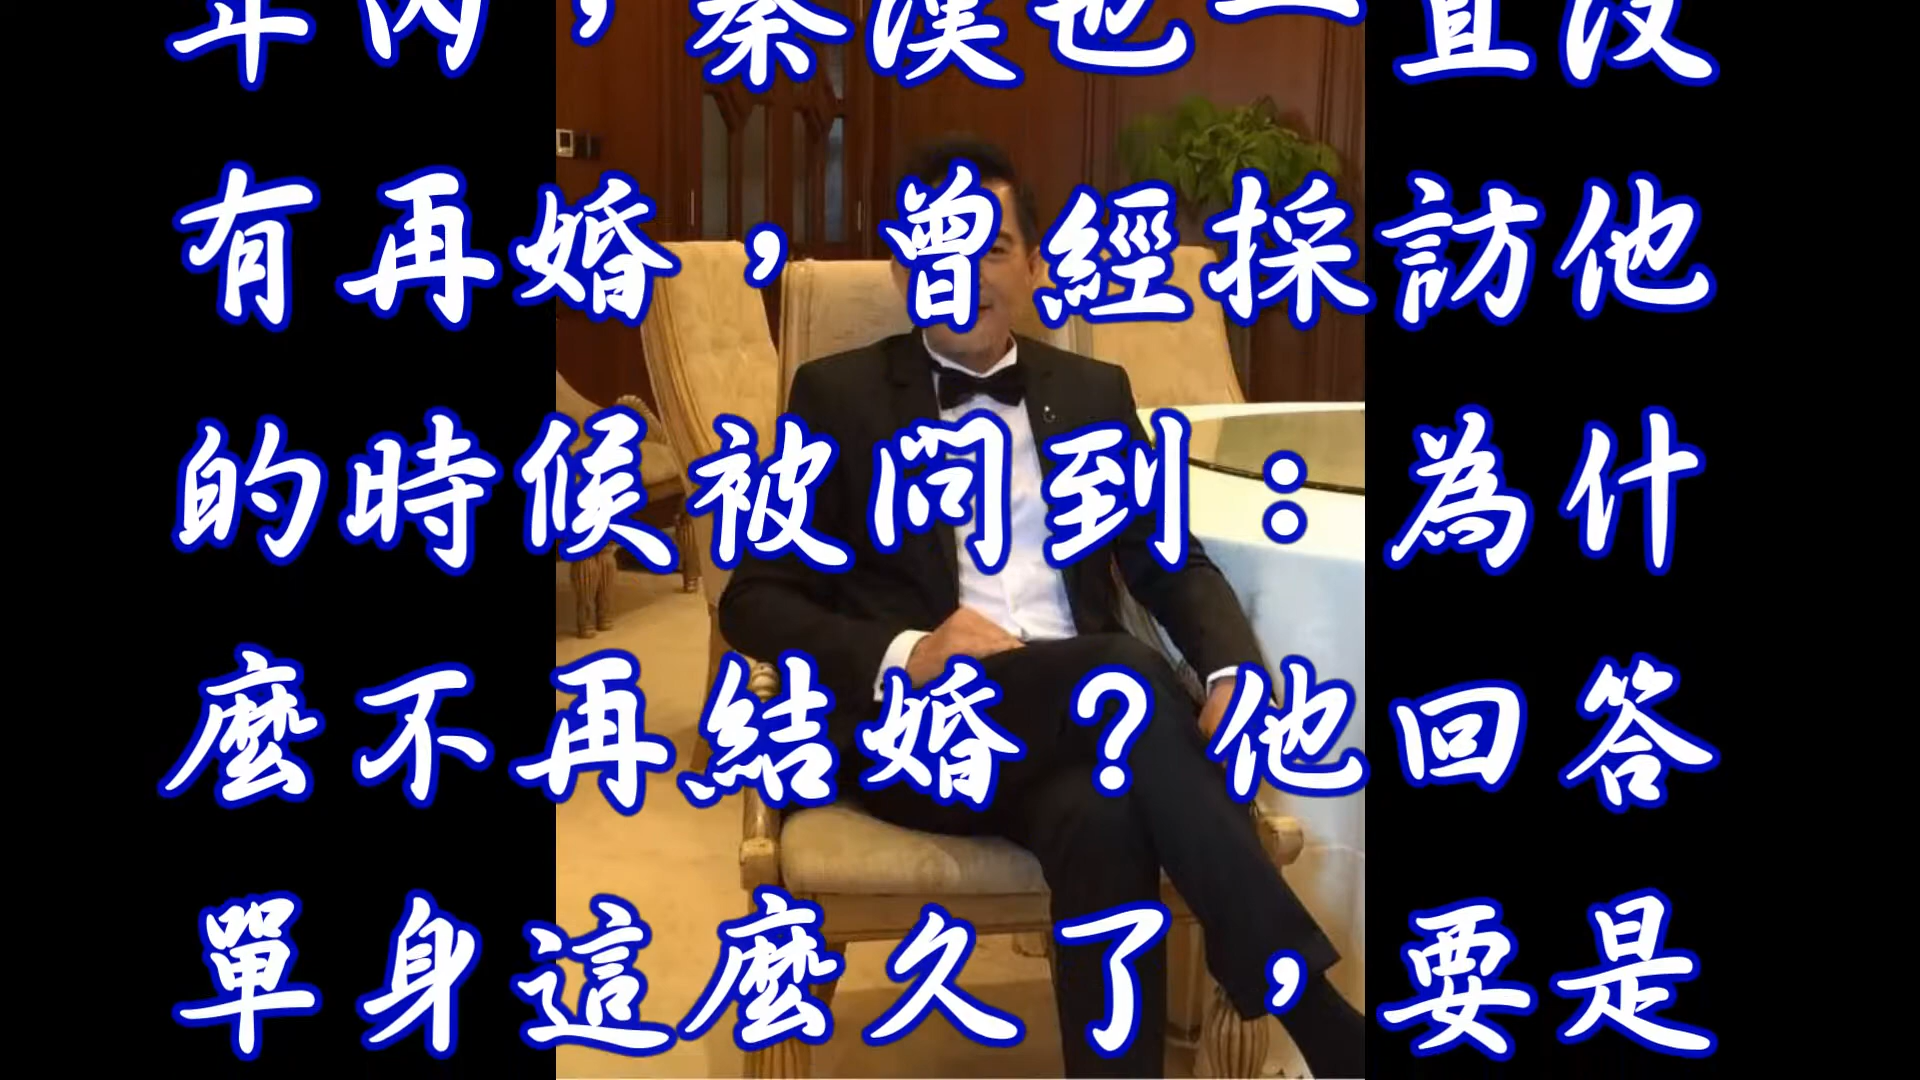 年內，秦漢也一直沒
有再婚，曾經採訪他
的時候被問到：為什
麼不再結婚？他回答
單身這麼久了，要是